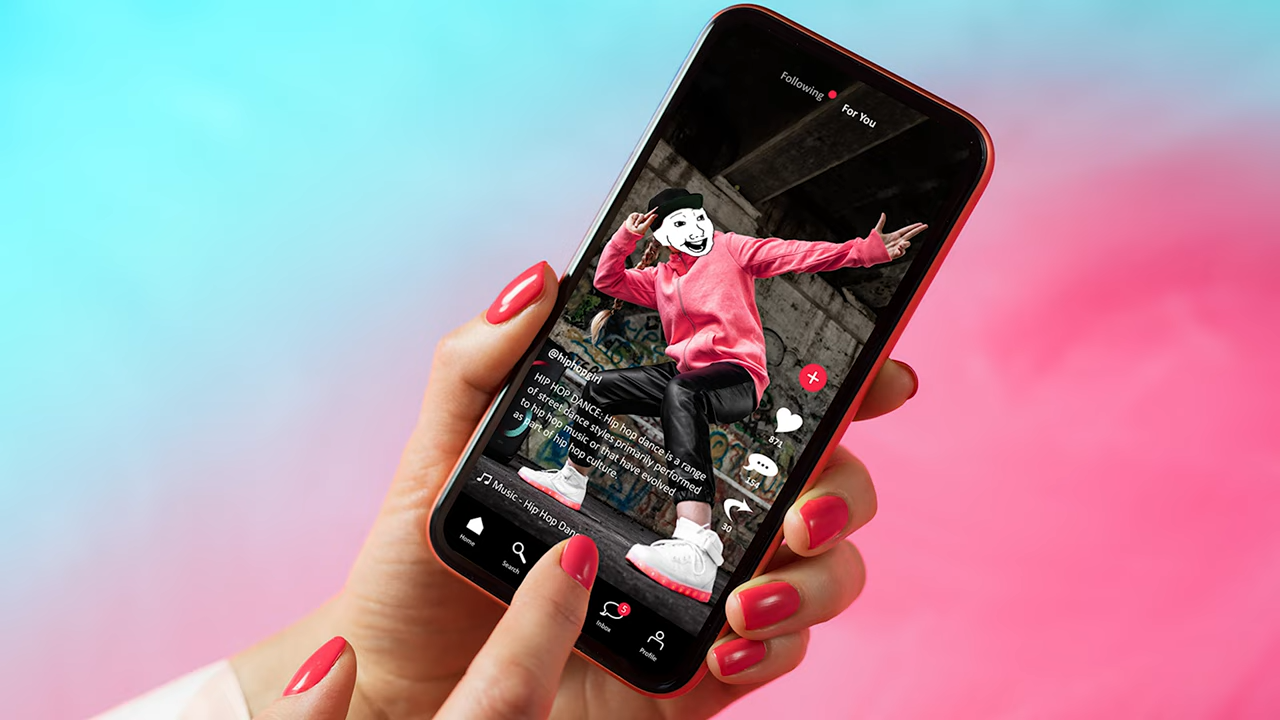 Following
For You
@hiphopgirl
HIP HOP DANCE: Hip hop dance is a range
of street dance styles primarily performed
to hip hop music or that have evolved
as part of hip hop culture.
Music - Hip Hop Dan
871
154
30
Home
Search
5
Inbox
Profile